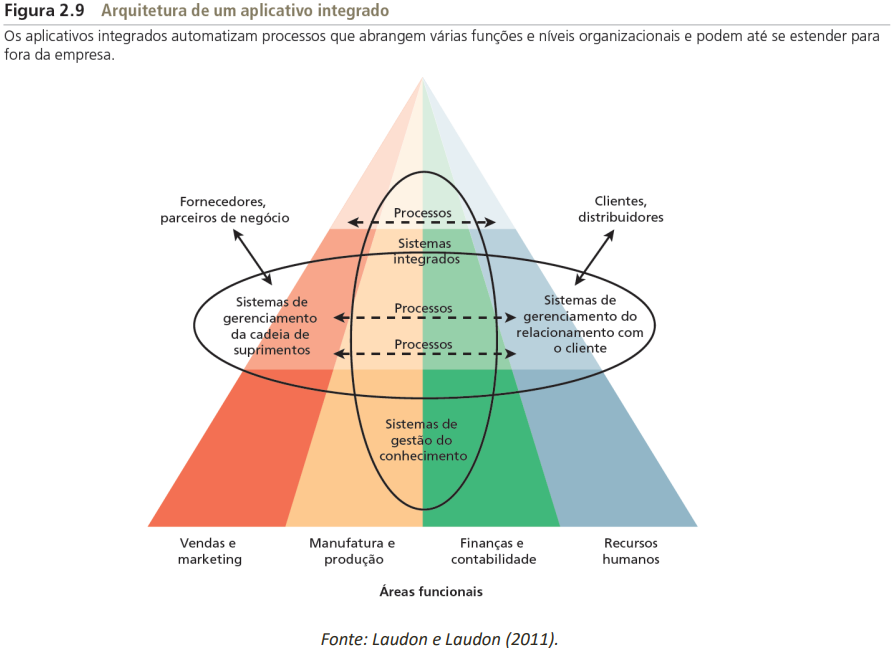 Figura 2.9 Arquitetura de um aplicativo integrado
Os aplicativos integrados automatizam processos que abrangem várias funções e níveis organizacionais e podem até se estender para
fora da empresa.
Fornecedores,
parceiros de negócio
Processos
Clientes,
distribuidores
Sistemas
integrados
Sistemas de
gerenciamento
da cadeia de
suprimentos
Processos
Processos
Sistemas de
gerenciamento do
relacionamento com
o cliente
Sistemas de
gestão do
conhecimento
Vendas e
marketing
Manufatura e
produção
Finanças e
contabilidade
Recursos
humanos
Áreas funcionais
Fonte: Laudon e Laudon (2011).